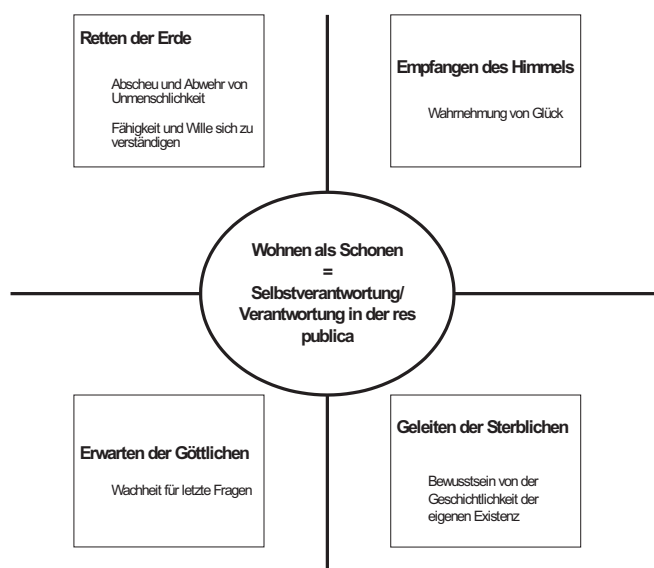 Retten der Erde
Abscheu und Abwehr von
Unmenschlichkeit
Fähigkeit und Wille sich zu
verständigen
Empfangen des Himmels
Wahrnehmung von Glück
Wohnen als Schonen
=
Selbstverantwortung/
Verantwortung in der res
publica
Erwarten der Göttlichen
Wachheit für letzte Fragen
Geleiten der Sterblichen
Bewusstsein von der
Geschichtlichkeit der
eigenen Existenz